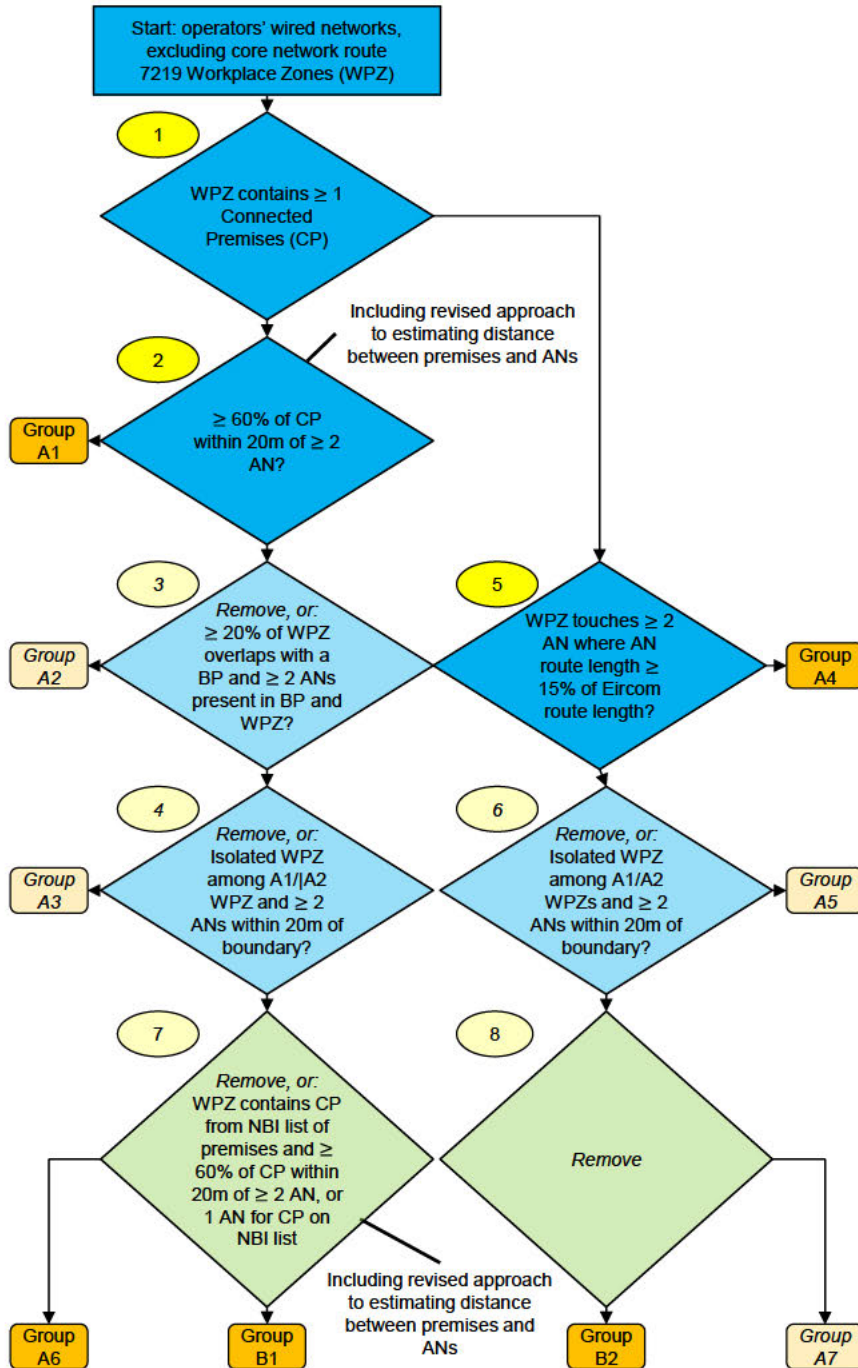 Start: operators' wired networks,
excluding core network route
7219 Workplace Zones (WPZ)
1
WPZ contains ≥ 1
Connected
Premises (CP)
Including revised approach
to estimating distance
between premises and ANs
2
≥ 60% of CP
within 20m of ≥ 2
AN?
Group
A1
3
Remove, or:
≥ 20% of WPZ
overlaps with a
BP and ≥ 2 ANs
present in BP and
WPZ?
Group
A2
5
WPZ touches ≥ 2
AN where AN
route length ≥
15% of Eircom
route length?
Group
A4
4
Remove, or:
Isolated WPZ
among A1/|A2
WPZ and ≥ 2
ANs within 20m of
boundary?
Group
A3
6
Remove, or:
Isolated WPZ
among A1/A2
WPZs and ≥ 2
ANs within 20m of
boundary?
Group
A5
7
Remove, or:
WPZ contains CP
from NBI list of
premises and ≥
60% of CP within
20m of ≥ 2 AN, or
1 AN for CP on
NBI list
8
Remove
Including revised approach
to estimating distance
between premises and
ANs
Group
A6
Group
B1
Group
B2
Group
A7